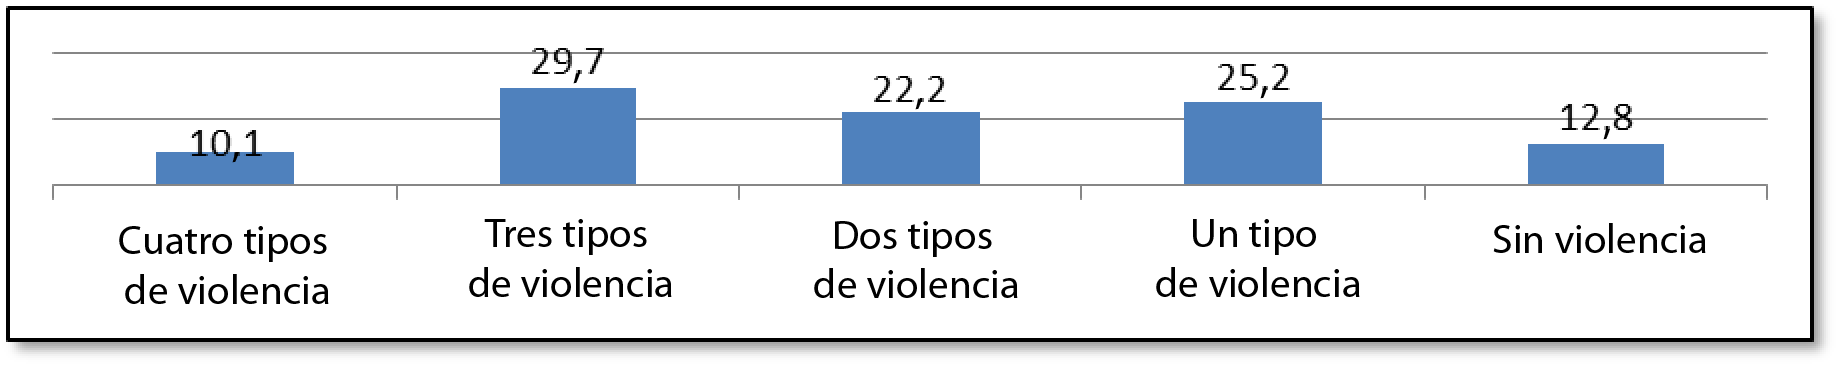 29,7
22,2
25,2
12,8
10,1
Cuatro tipos
de violencia
Tres tipos
de violencia
Dos tipos
de violencia
Un tipo
de violencia
Sin violencia